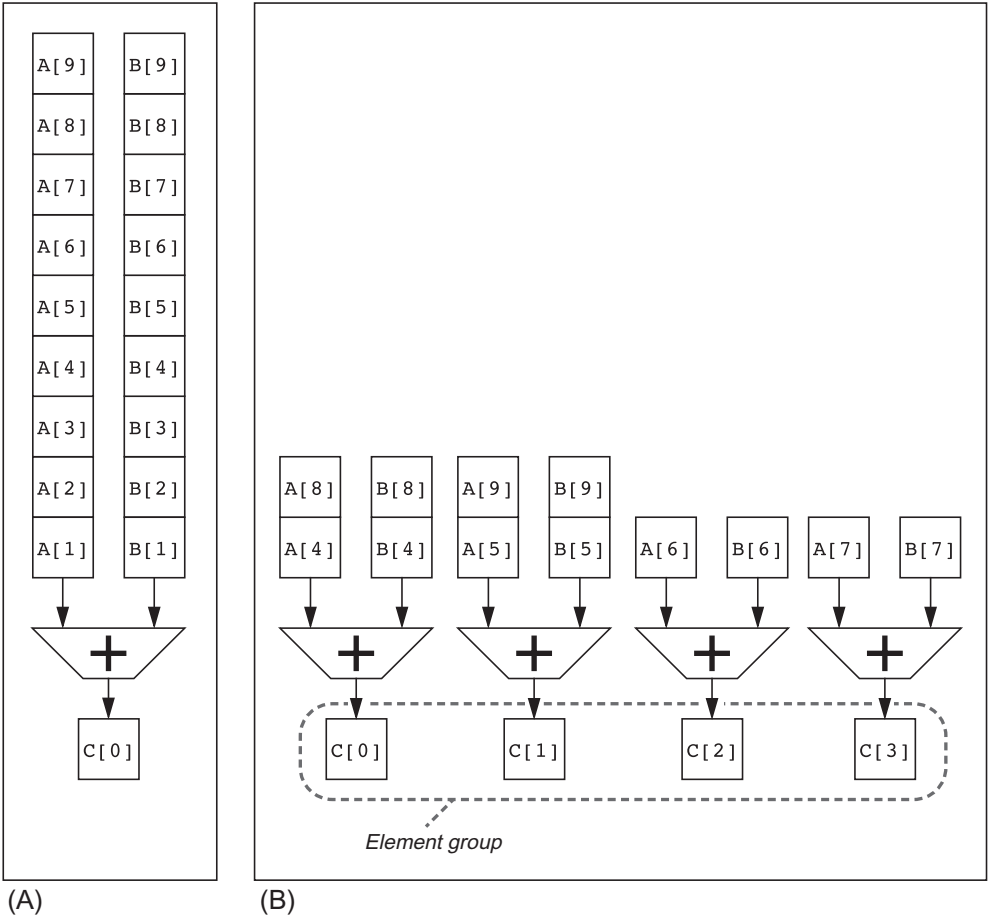 A[9] B[9]
A[8] B[8]
A[7] B[7]
A[6] B[6]
A[5] B[5]
A[4] B[4]
A[3] B[3]
A[2] B[2]
A[1] B[1]
+
C[0]
(A)
A[8] B[8] A[9] B[9]
A[4] B[4] A[5] B[5] A[6] B[6] A[7] B[7]
+ + + +
C[0] C[1] C[2] C[3]
Element group
(B)